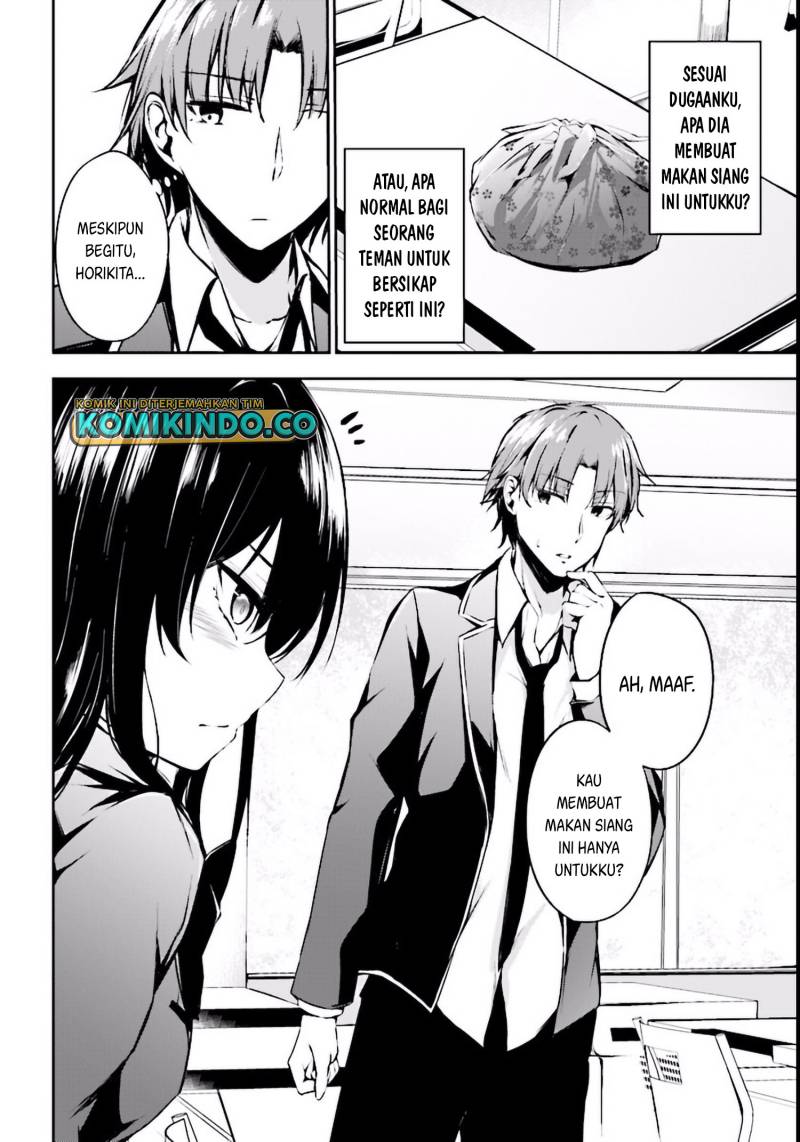 SESUAI
DUGAANKU,
APA DIA
MEMBUAT
MAKAN SIANG
INI UNTUKKU?
ATAU, APA
NORMAL BAGI
SEORANG
TEMAN UNTUK
BERSIKAP
SEPERTI INI?
MESKIPUN
BEGITU,
HORIKITA...
KOMIK INI DITERJEMAHKAN TIM
KOMIKINDO.CO
AH, MAAF.
KAU
MEMBUAT
MAKAN SIANG
INI HANYA
UNTUKKU?